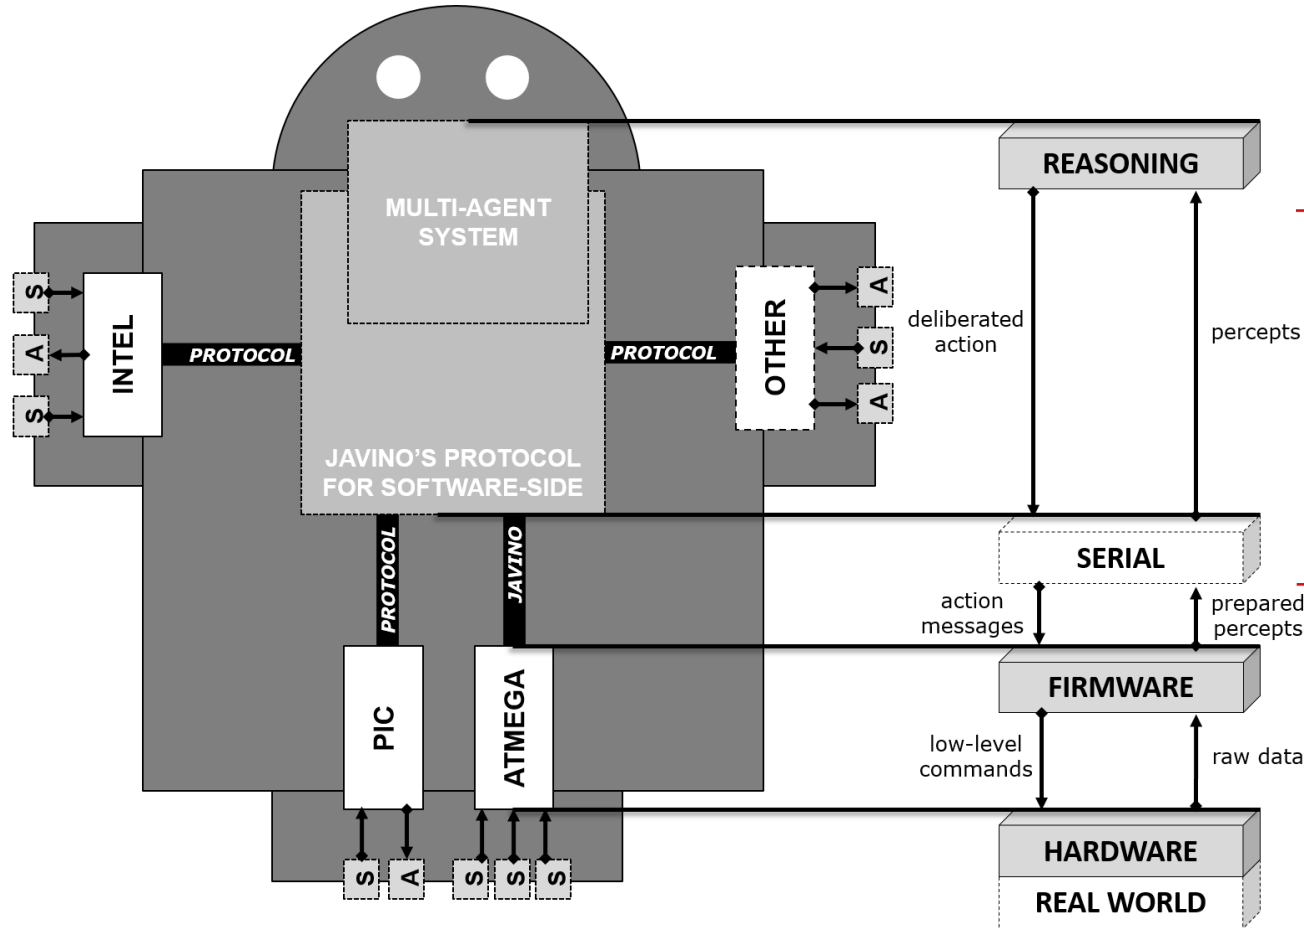 REASONING
MULTI-AGENT
SYSTEM
S
A
S
INTEL
PROTOCOL
PROTOCOL
OTHER
A
S
A
deliberated
action
percepts
JAVINO'S PROTOCOL
FOR SOFTWARE-SIDE
PROTOCOL
JAVINO
SERIAL
action
messages
prepared
percepts
PIC
ATMEGA
FIRMWARE
low-level
commands
raw data
S
A
S
S
S
HARDWARE
REAL WORLD